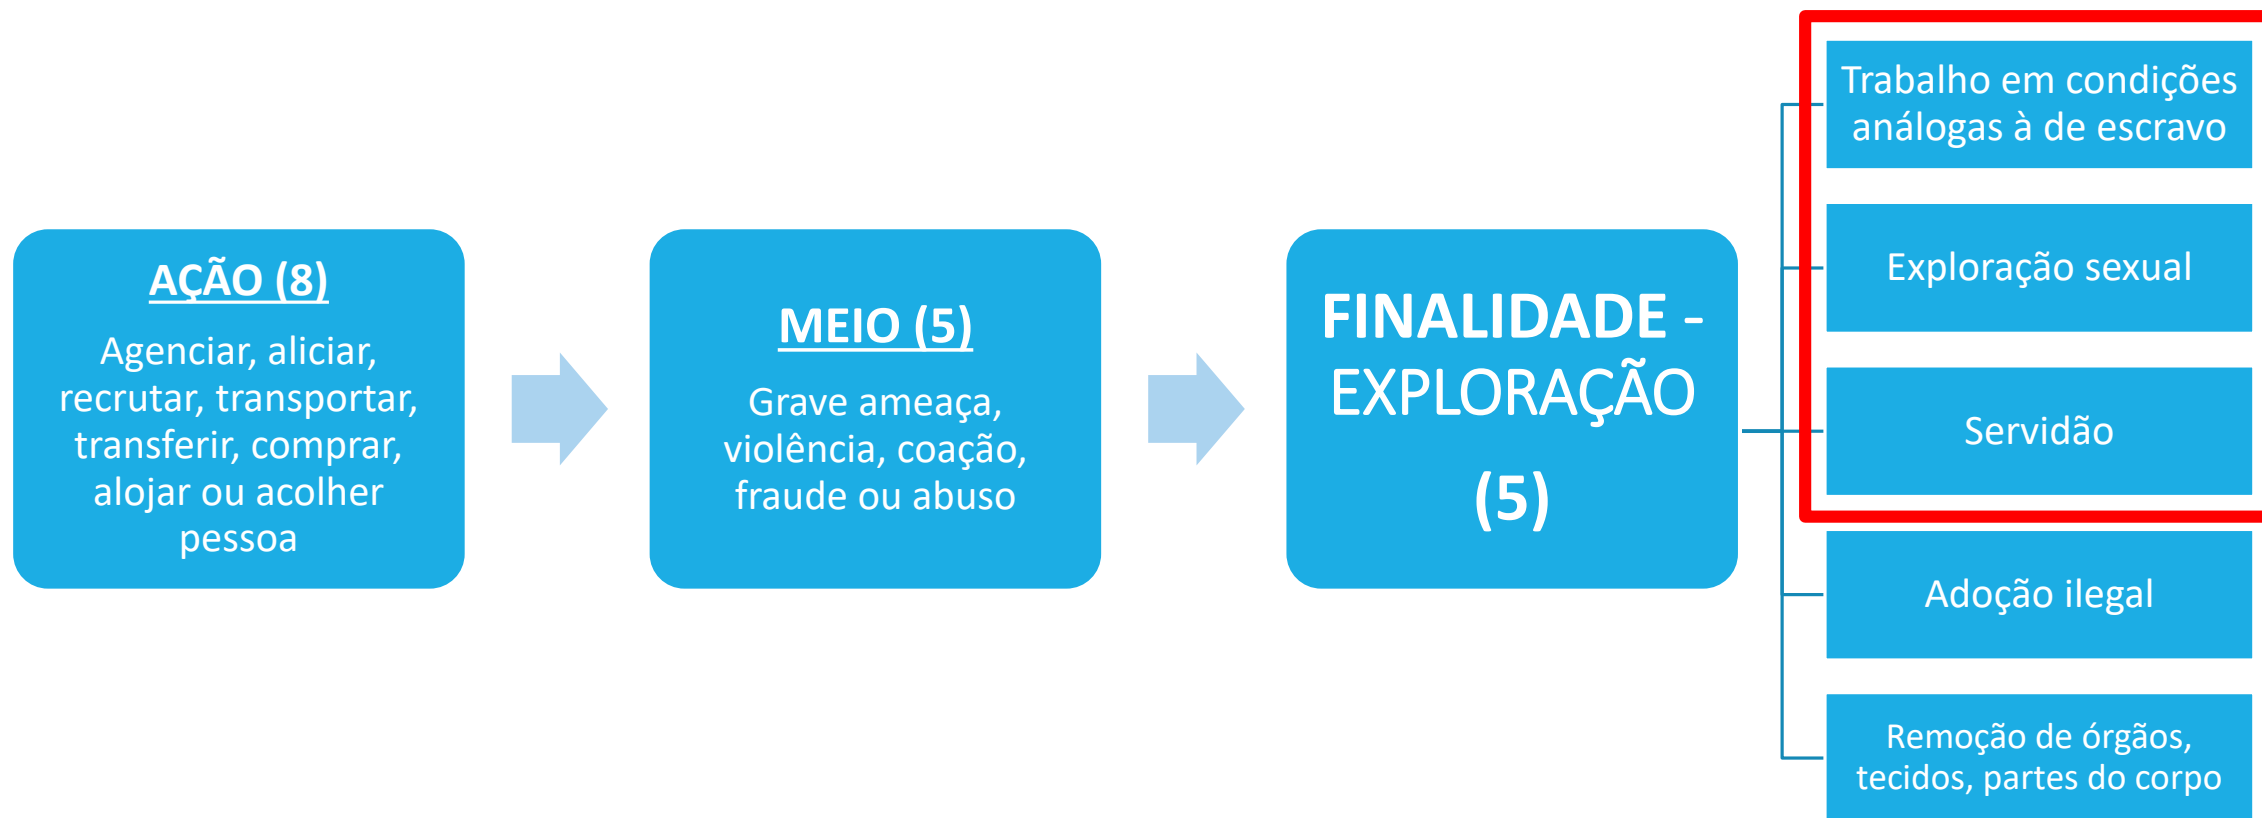 AÇÃO (8)
Agenciar, aliciar,
recrutar, transportar,
transferir, comprar,
alojar ou acolher
pessoa
MEIO (5)
Grave ameaça,
violência, coação,
fraude ou abuso
FINALIDADE -
EXPLORAÇÃO
(5)
Trabalho em condições
análogas à de escravo
Exploração sexual
Servidão
Adoção ilegal
Remoção de órgãos,
tecidos, partes do corpo